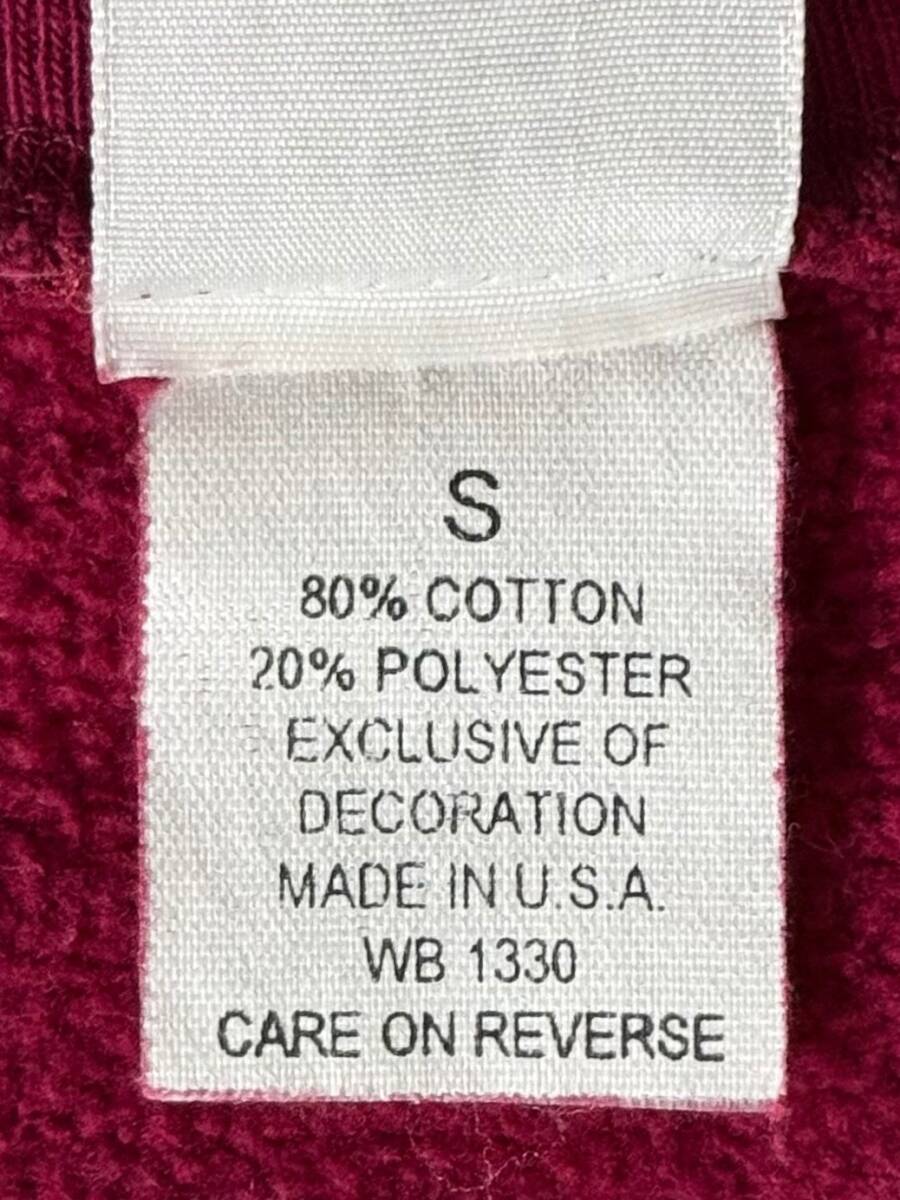 S
80% COTTON
20% POLYESTER
EXCLUSIVE OF
DECORATION
MADE IN U.S.A.
WB 1330
CARE ON REVERSE